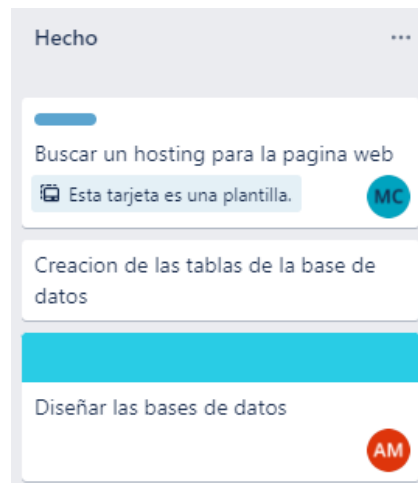 Hecho
Buscar un hosting para la pagina web
Esta tarjeta es una plantilla.
MC
Creacion de las tablas de la base de
datos
Diseñar las bases de datos
AM